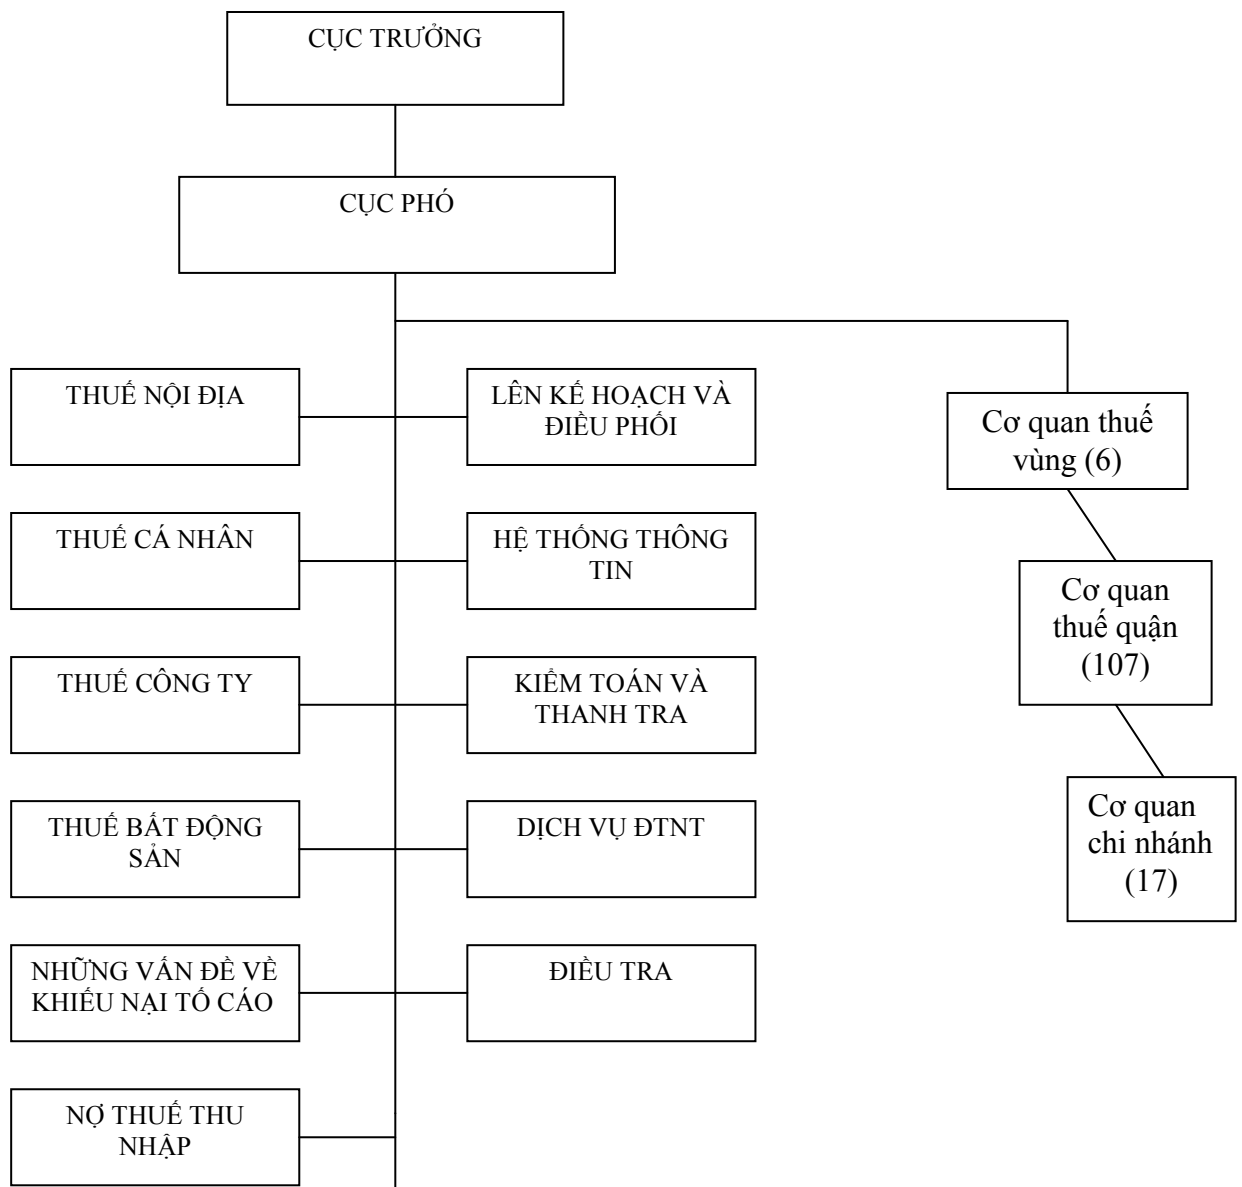 CỤC TRƯỞNG
CỤC PHÓ
THUẾ NỘI ĐỊA
LÊN KẾ HOẠCH VÀ
ĐIỀU PHỐI
Cơ quan thuế
vùng (6)
THUẾ CÁ NHÂN
HỆ THỐNG THÔNG
TIN
Cơ quan
thuế quận
(107)
THUẾ CÔNG TY
KIỂM TOÁN VÀ
THANH TRA
Cơ quan
chi nhánh
(17)
THUẾ BẤT ĐỘNG
SẢN
DỊCH VỤ ĐTNT
NHỮNG VẤN ĐỀ VỀ
KHIẾU NẠI TỐ CÁO
ĐIỀU TRA
NỢ THUẾ THU
NHẬP